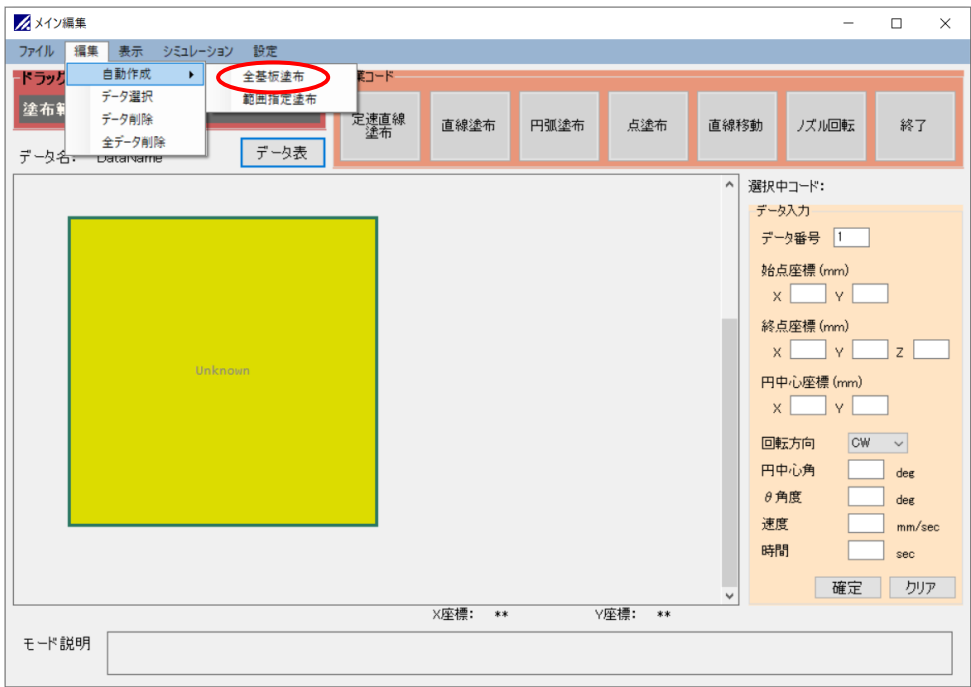 メイン編集
ファイル 編集 表示 シミュレーション 設定
ドラッグ
自動作成
全基板塗布
業コード
塗布範
データ選択
範囲指定塗布
データ削除
全データ削除
定速直線
塗布
直線塗布
円弧塗布
点塗布
直線移動
ノズル回転
終了
データ名: DataName
データ表
Unknown
選択中コード:
データ入力
データ番号 1
始点座標 (mm)
X Y
終点座標 (mm)
X Y Z
円中心座標 (mm)
X Y
回転方向 CW
円中心角 deg
θ角度 deg
速度 mm/sec
時間 sec
確定 クリア
X座標: ** Y座標: **
モード説明